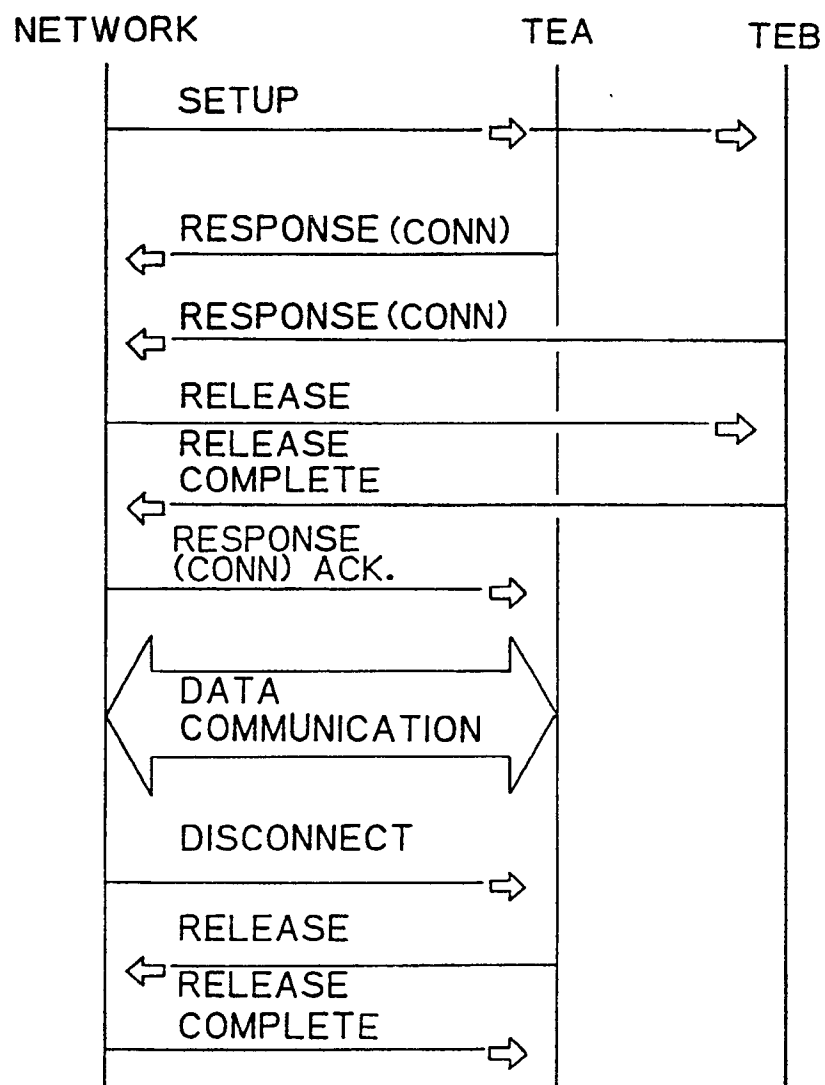 NETWORK TEA TEB
SETUP
RESPONSE (CONN)
RESPONSE (CONN)
RELEASE
RELEASE
COMPLETE
RESPONSE
(CONN) ACK.
DATA
COMMUNICATION
DISCONNECT
RELEASE
RELEASE
COMPLETE